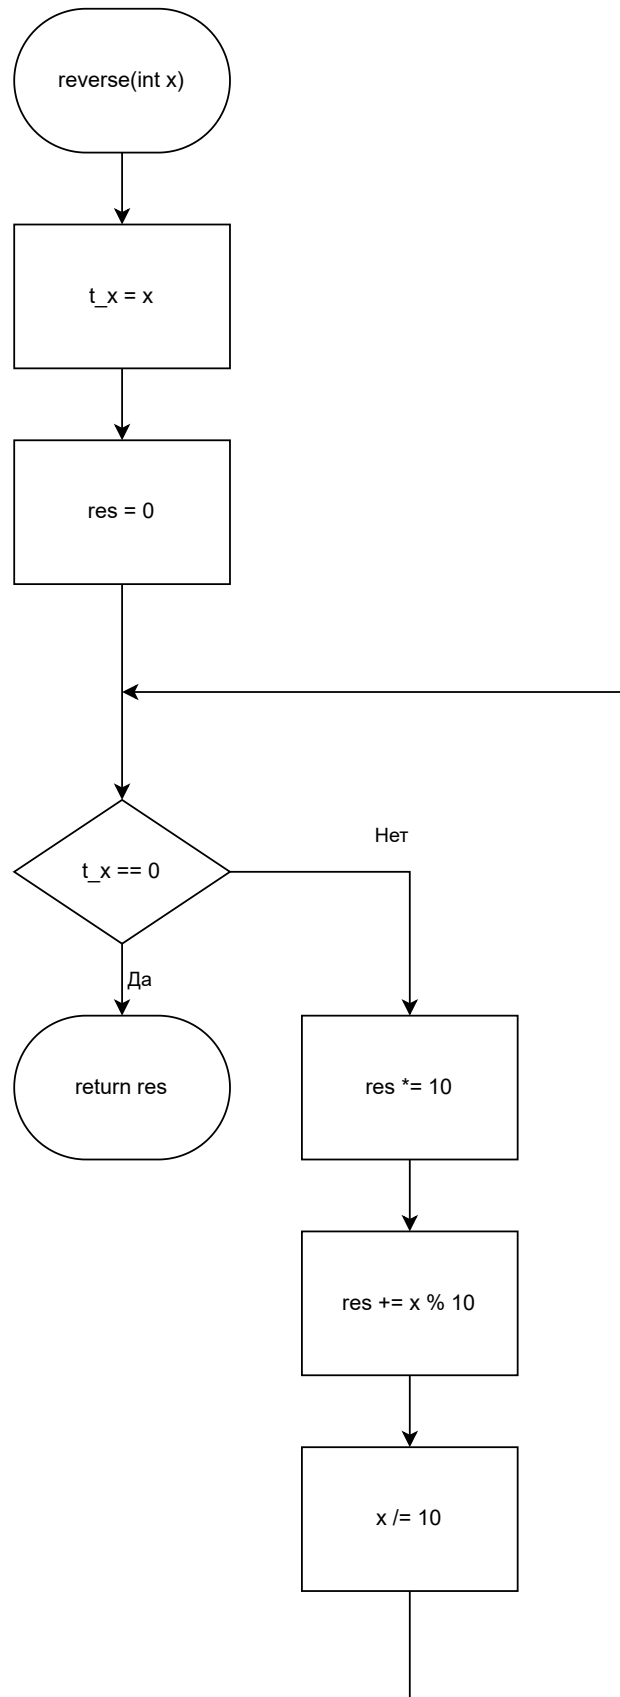 reverse(int x)
t_x = x
res = 0
t_x == 0
Нет
Да
return res
res *= 10
res += x % 10
x /= 10